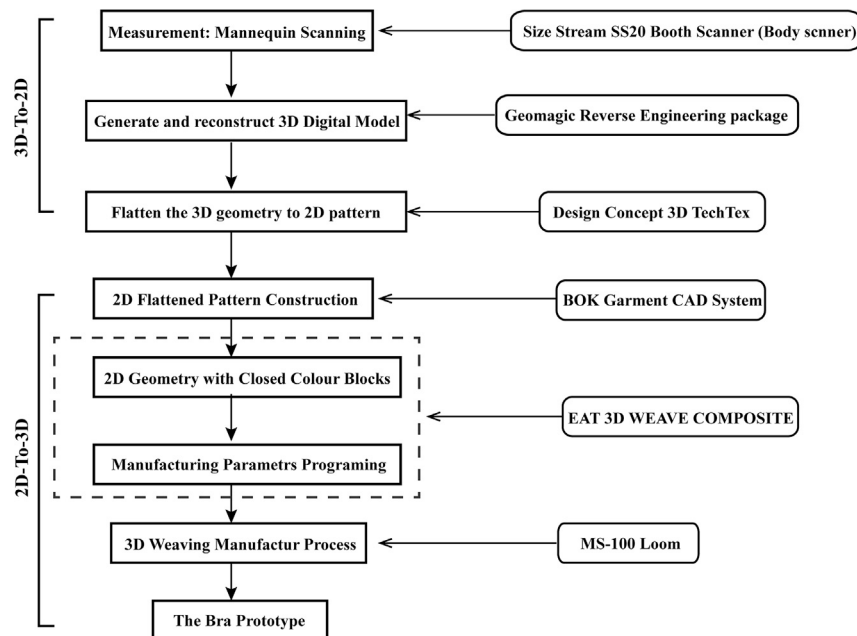 Measurement: Mannequin Scanning
Size Stream SS20 Booth Scanner (Body scnner)
3D-To-2D
Generate and reconstruct 3D Digital Model
Geomagic Reverse Engineering package
Flatten the 3D geometry to 2D pattern
Design Concept 3D TechTex
2D Flattened Pattern Construction
BOK Garment CAD System
2D-To-3D
2D Geometry with Closed Colour Blocks
EAT 3D WEAVE COMPOSITE
Manufacturing Parametrs Programing
3D Weaving Manufactur Process
MS-100 Loom
The Bra Prototype